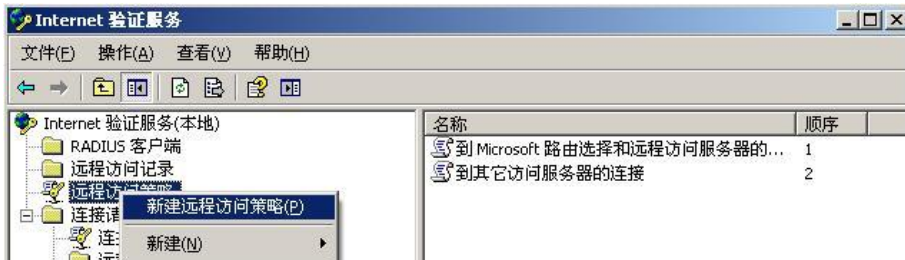 Internet 验证服务
文件(F) 操作(A) 查看(V) 帮助(H)
Internet 验证服务(本地)
名称 顺序
RADIUS 客户端
到 Microsoft 路由选择和远程访问服务器的... 1
远程访问记录
到其它访问服务器的连接 2
远程访问策略
新建远程访问策略(P)
连接请
连
新建(N)